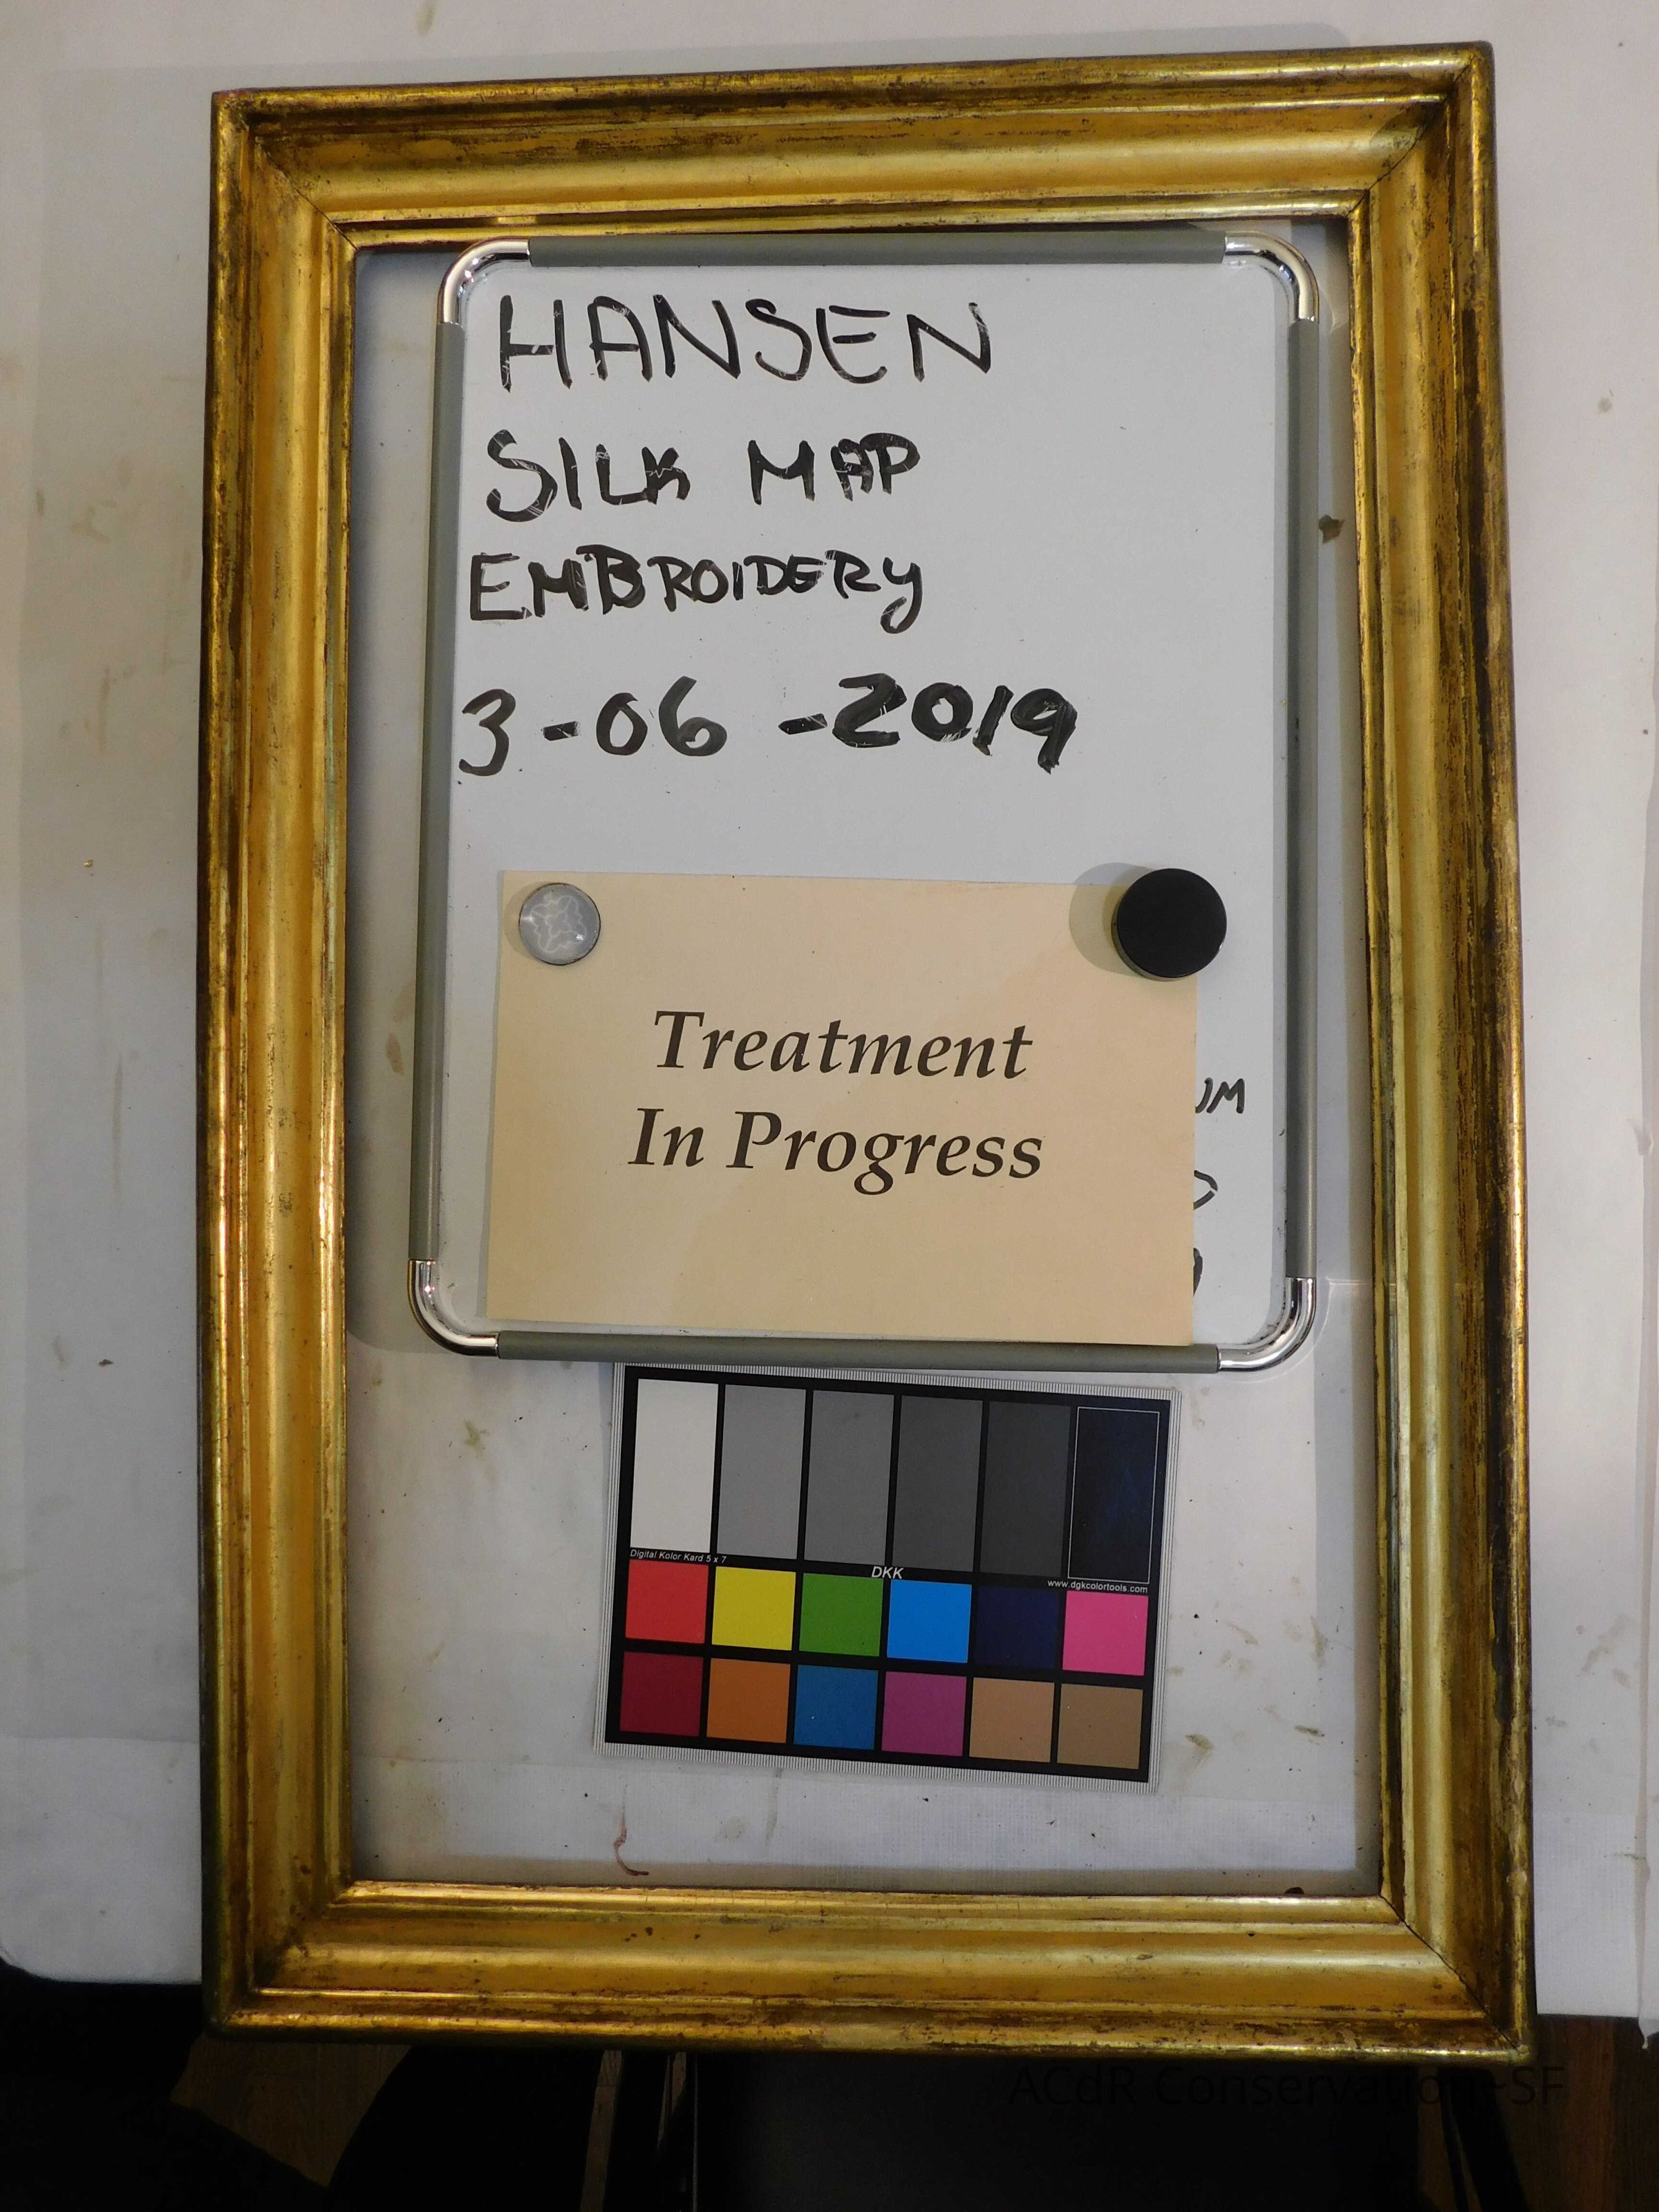 HANSEN
SILK MAP
EMBROIDERY
3-06-2019
Treatment
In Progress
UM
Digital Kolor Kard 5 x 7
DKK
www.dgkcolortools.com
ACdR Conservation~SF